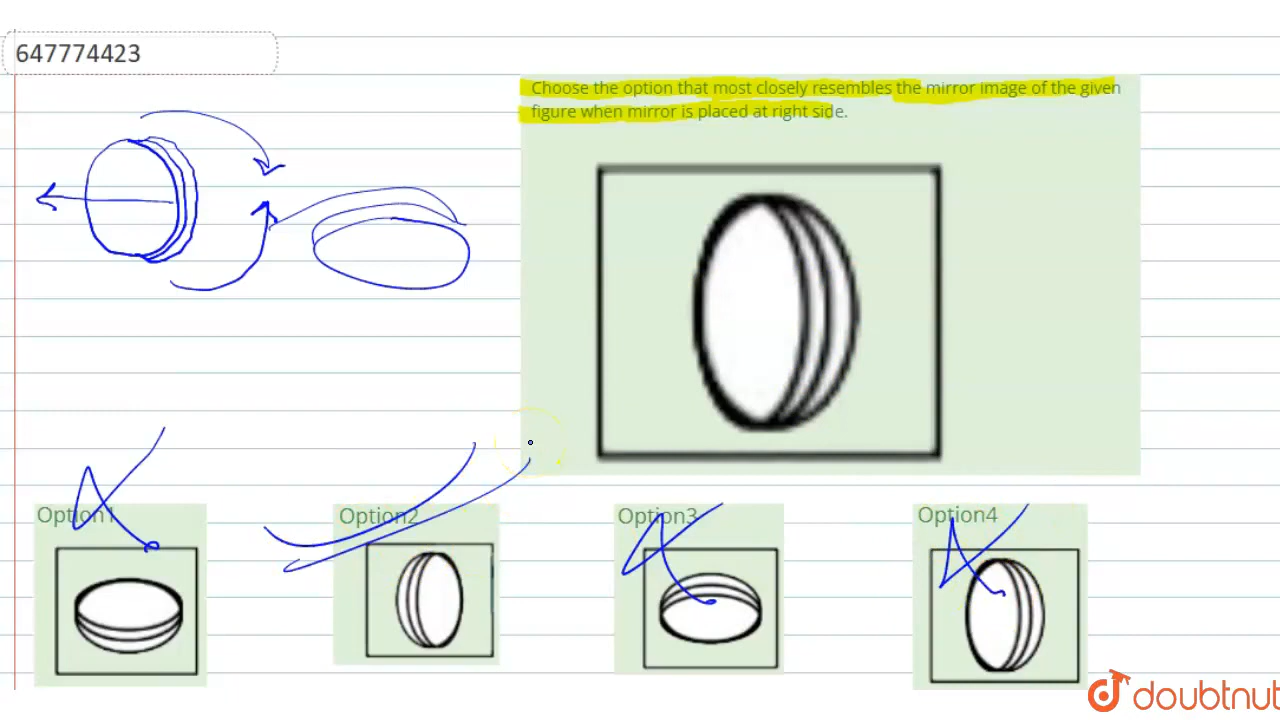 647774423
Choose the option that most closely resembles the mirror image of the given
figure when mirror is placed at right side.
Option1
Option2
Option3
Option4
doubtnut